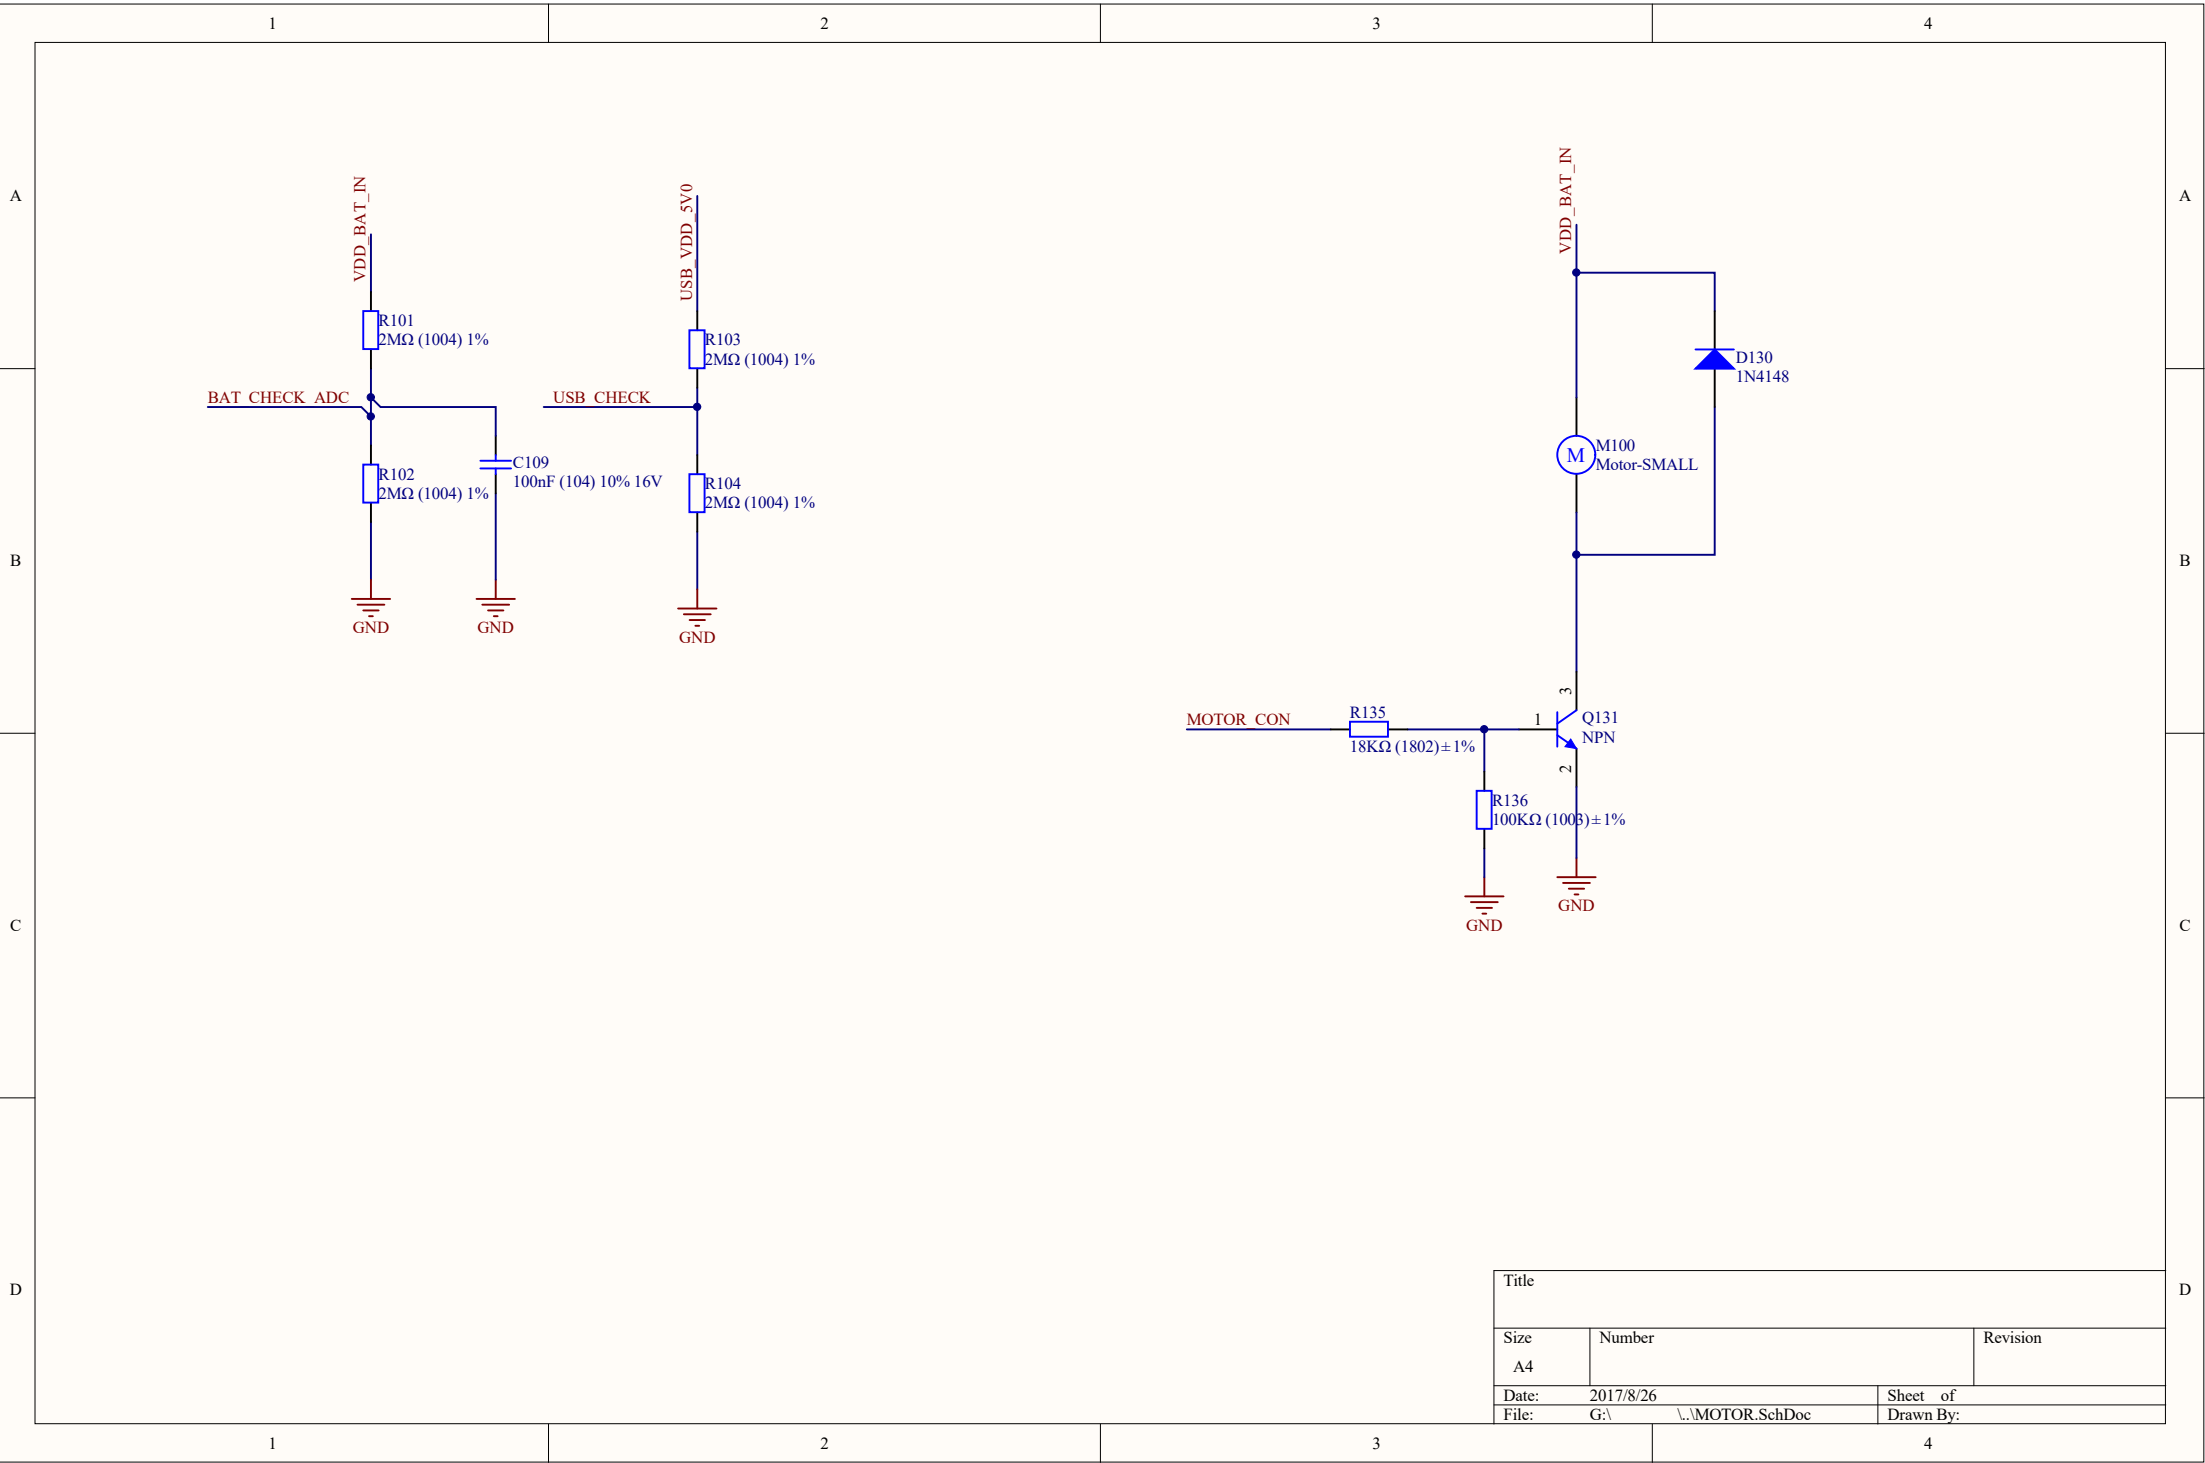 1 2 3 4
A A
B B
C C
D D
VDD_BAT_IN
R101
2MΩ (1004) 1%
BAT_CHECK_ADC
R102
2MΩ (1004) 1%
C109
100nF (104) 10% 16V
GND
GND
USB_VDD_5V0
R103
2MΩ (1004) 1%
USB_CHECK
R104
2MΩ (1004) 1%
GND
VDD_BAT_IN
D130
1N4148
M
M100
Motor-SMALL
MOTOR_CON
R135
18KΩ (1802)±1%
1
3
2
Q131
NPN
R136
100KΩ (1003)±1%
GND
GND
Title
Size
A4
Number
Revision
Date: 2017/8/26
Sheet of
File: G:\ \..\MOTOR.SchDoc
Drawn By:
1 2 3 4